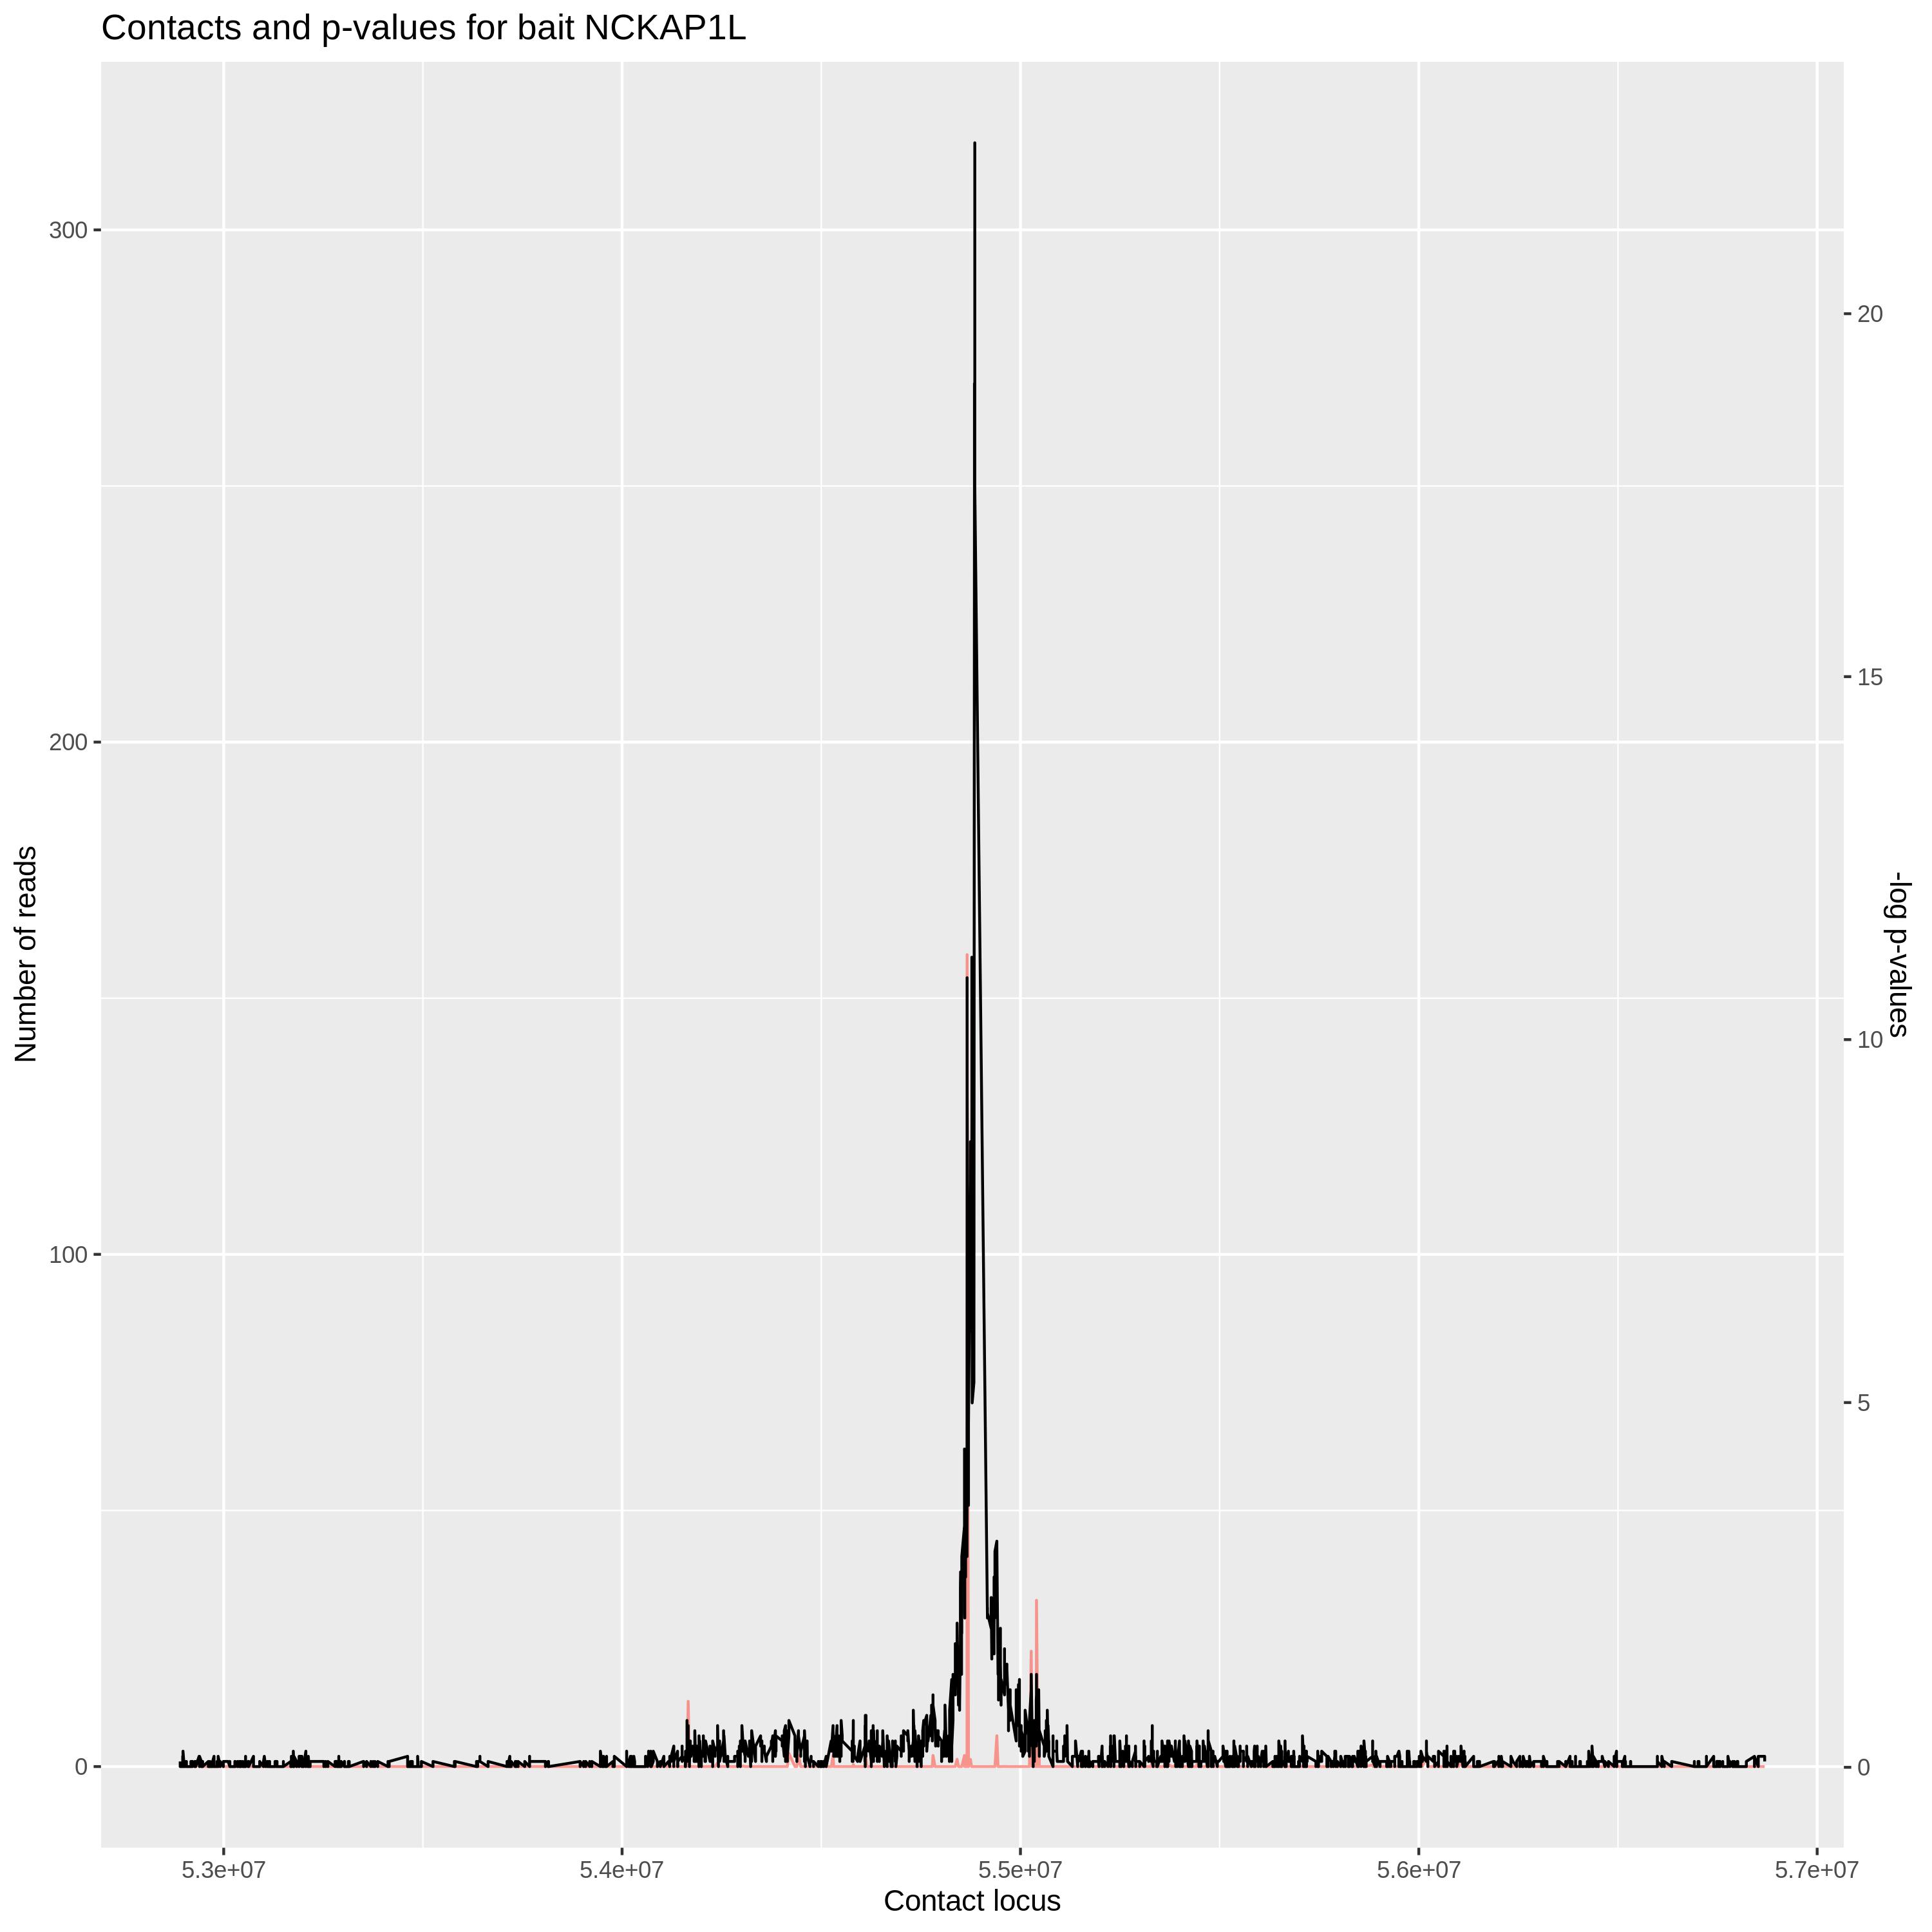 Contacts and p-values for bait NCKAP1L
300
200
100
0
Number of reads
20
15
10
5
0
-log p-values
5.3e+07
5.4e+07
5.5e+07
5.6e+07
5.7e+07
Contact locus